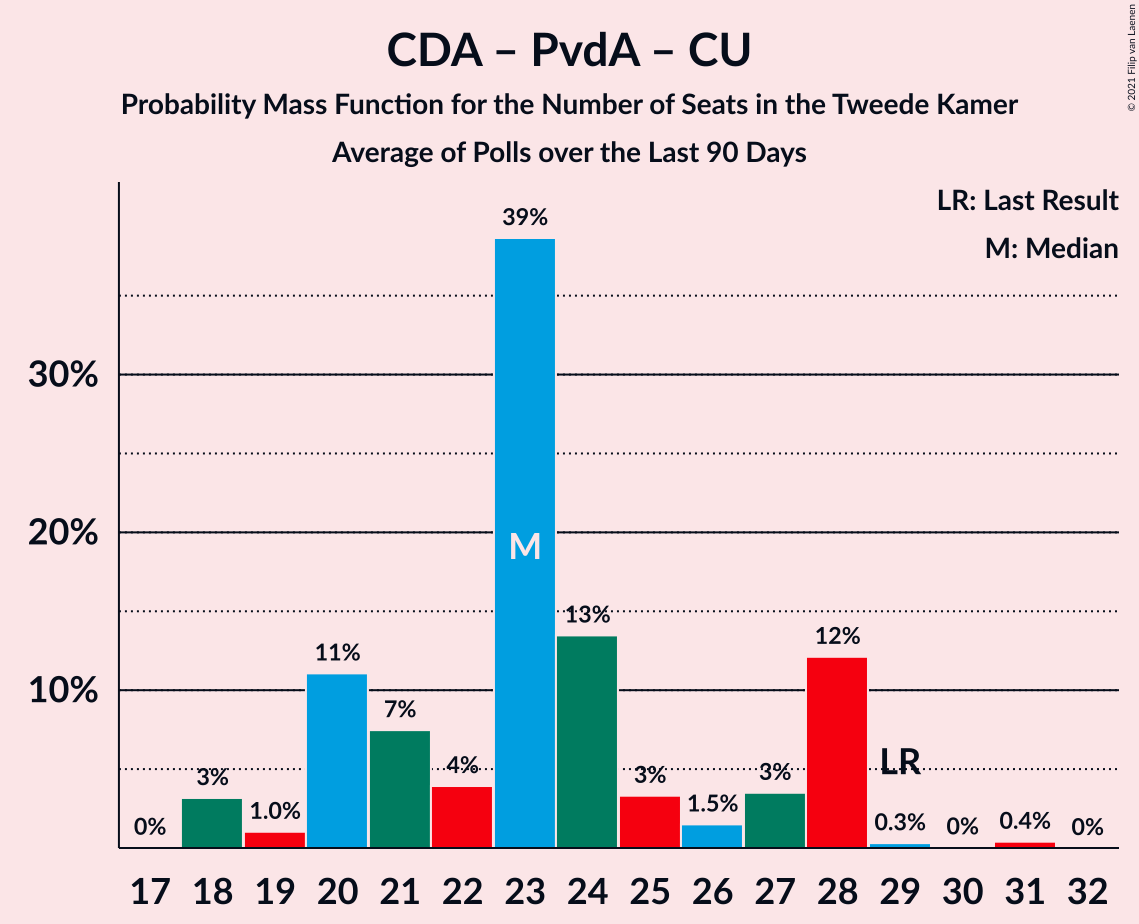 CDA – PvdA – CU
Probability Mass Function for the Number of Seats in the Tweede Kamer
Average of Polls over the Last 90 Days
© 2021 Filip van Laenen
LR: Last Result
M: Median
39%
30%
20%
M
13%
12%
11%
10%
7%
LR
4%
3%
3%
3%
1.5%
1.0%
0.3%
0.4%
0%
0%
0%
17 18 19 20 21 22 23 24 25 26 27 28 29 30 31 32